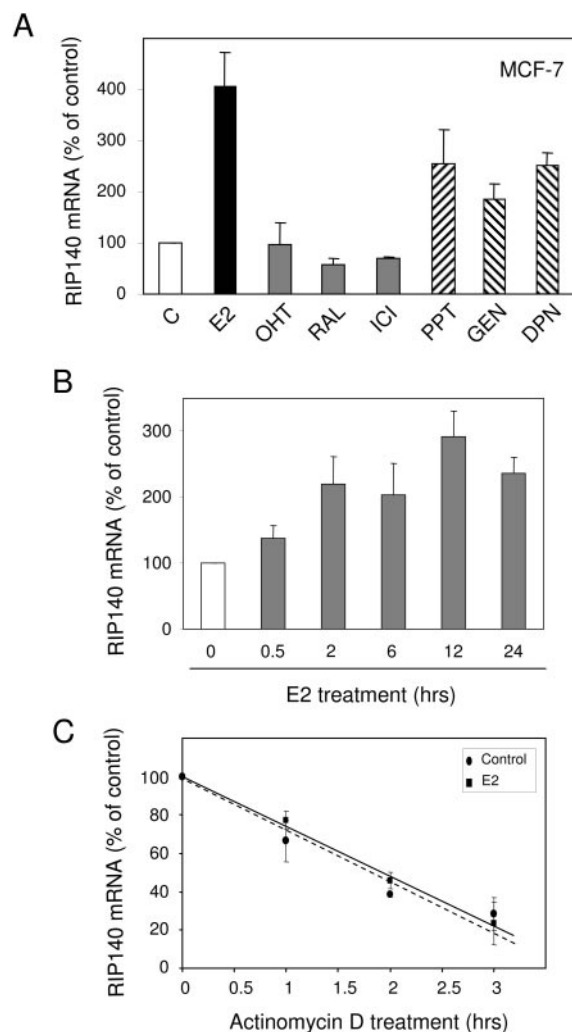 A
MCF-7
RIP140 mRNA (% of control)
400
300
200
100
0
C E2 OHT RAL ICI PPT GEN DPN
B
RIP140 mRNA (% of control)
300
200
100
0
0 0.5 2 6 12 24
E2 treatment (hrs)
C
RIP140 mRNA (% of control)
Control
E2
100
80
60
40
20
0
0 0.5 1 1.5 2 2.5 3
Actinomycin D treatment (hrs)